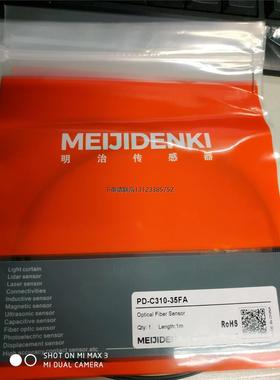 MEIJIDENKI
明治传感器
Light curtain
Lidar sensor
Laser sensor
Connectivities
Inductive sensor
Magnetic sensor
Ultrasonic sensor
Capacitive sensor
Fiber optic sensor
Photoelectric sensor
Displacement sensor
High
PD-C310-35FA
Optical Fiber Sensor
Qty: 1 Length:1m
RoHS
MEIJIDENKI
SHOT ON MI MAX 3
MI DUAL CAMERA